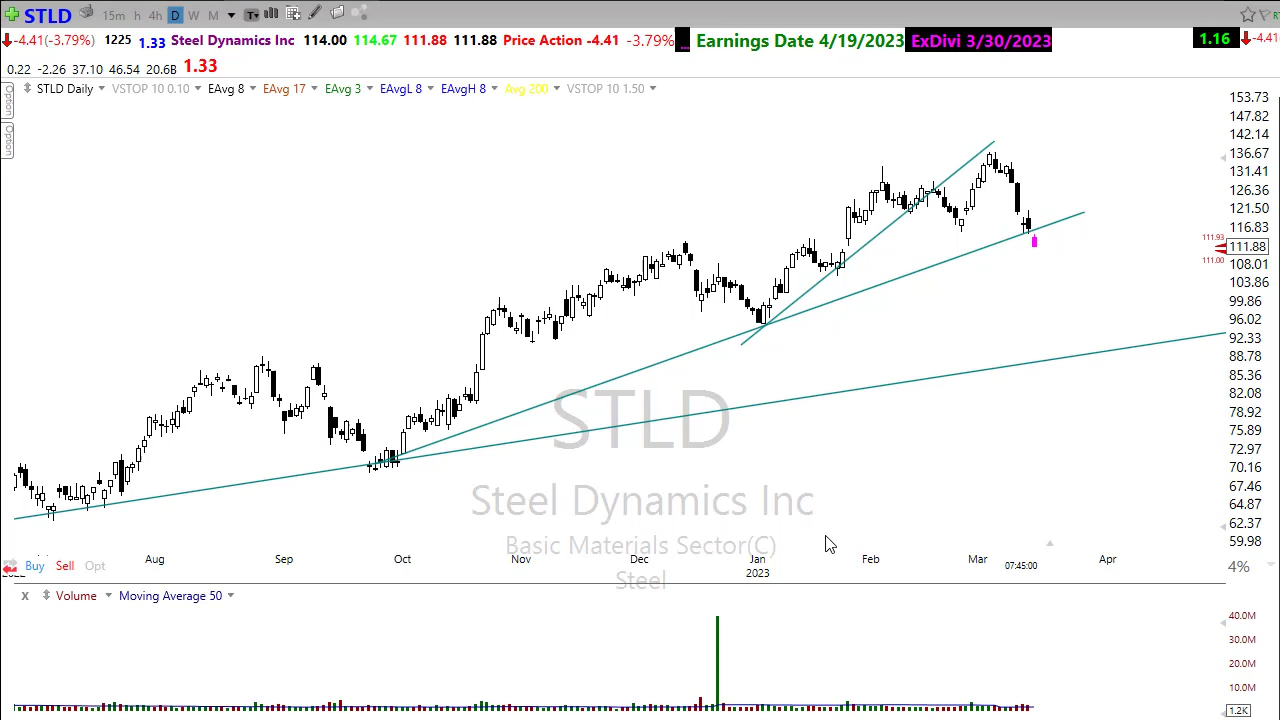 STLD 15m h 4h D W M T
-4.41(-3.79%) 1225 1.33 Steel Dynamics Inc 114.00 114.67 111.88 111.88 Price Action -4.41 -3.79% ... Earnings Date 4/19/2023 ExDivi 3/30/2023 1.16 -4.41
0.22 -2.26 37.10 46.54 20.6B 1.33
Option
Option
STLD Daily VSTOP 10 0.10 EAvg 8 EAvg 17 EAvg 3 EAvgL 8 EAvgH 8 Avg 200 VSTOP 10 1.50
153.73
147.82
142.14
136.67
131.41
126.36
121.50
116.83
111.93
111.88
111.00
108.01
103.86
99.86
96.02
92.33
88.78
85.36
82.08
78.92
75.89
72.97
70.16
67.46
64.87
62.37
59.98
STLD
Steel Dynamics Inc
Basic Materials Sector(C)
Steel
Aug Sep Oct Nov Dec Jan Feb Mar Apr
2023 07:45:00
Buy Sell Opt 4%
x Volume Moving Average 50
40.0M
30.0M
20.0M
10.0M
1.2K